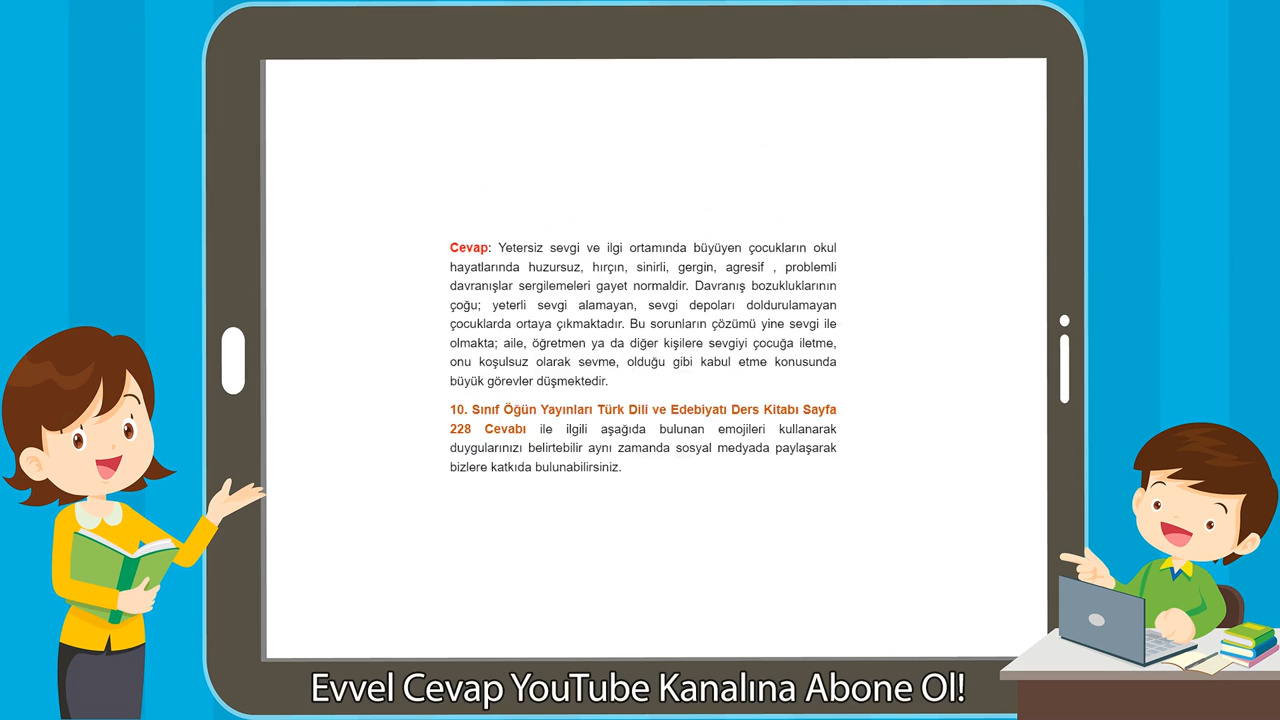 Cevap: Yetersiz sevgi ve ilgi ortamında büyüyen çocukların okul
hayatlarında huzursuz, hırçın, sinirli, gergin, agresif , problemli
davranışlar sergilemeleri gayet normaldir. Davranış bozukluklarının
çoğu; yeterli sevgi alamayan, sevgi depoları doldurulamayan
çocuklarda ortaya çıkmaktadır. Bu sorunların çözümü yine sevgi ile
olmakta; aile, öğretmen ya da diğer kişilere sevgiyi çocuğa iletme,
onu koşulsuz olarak sevme, olduğu gibi kabul etme konusunda
büyük görevler düşmektedir.
10. Sınıf Öğün Yayınları Türk Dili ve Edebiyatı Ders Kitabı Sayfa
228 Cevabı ile ilgili aşağıda bulunan emojileri kullanarak
duygularınızı belirtebilir aynı zamanda sosyal medyada paylaşarak
bizlere katkıda bulunabilirsiniz.
Evvel Cevap YouTube Kanalına Abone Ol!